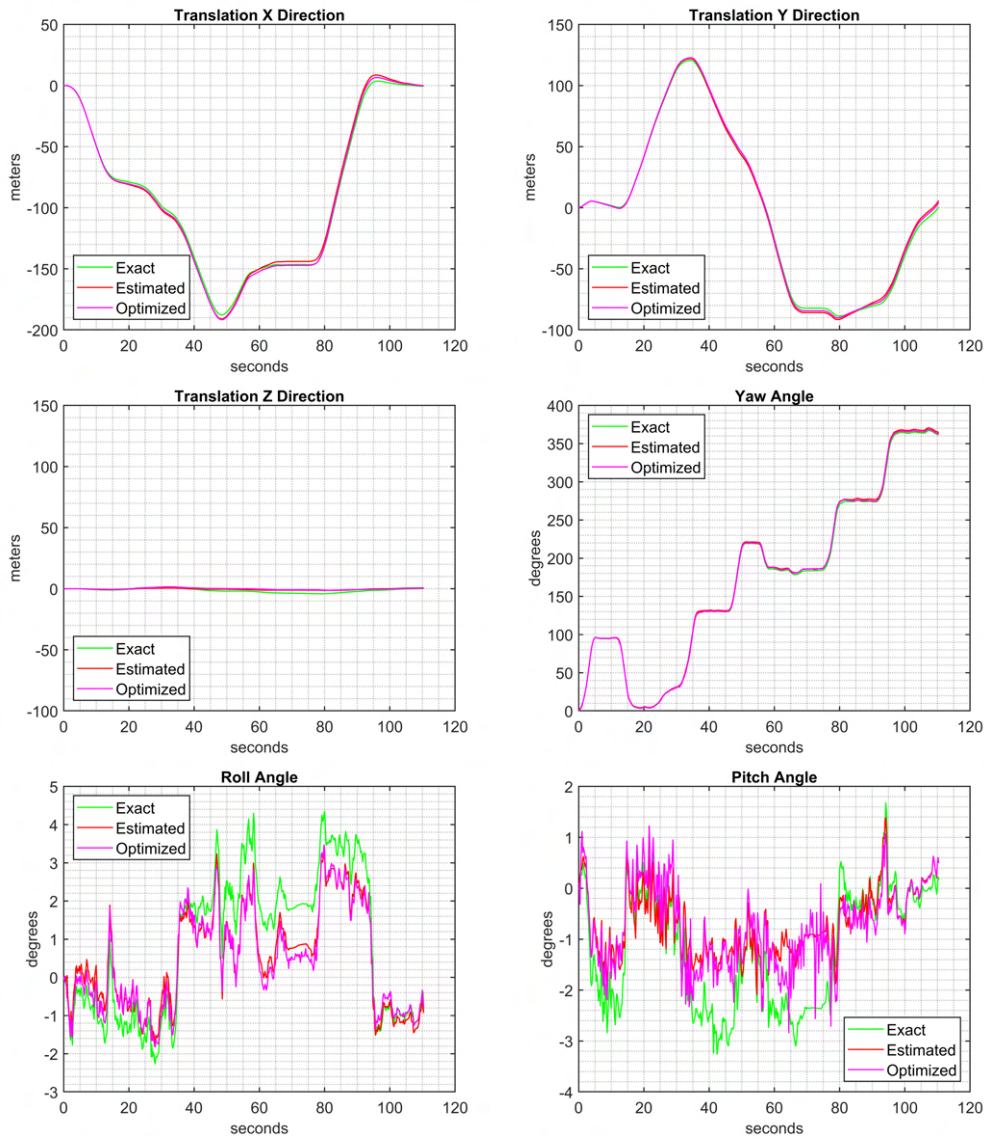 Translation X Direction
50
0
-50
-100
-150
-200
meters
Exact
Estimated
Optimized
0 20 40 60 80 100 120
seconds
Translation Y Direction
150
100
50
0
-50
-100
meters
Exact
Estimated
Optimized
0 20 40 60 80 100 120
seconds
Translation Z Direction
150
100
50
0
-50
-100
meters
Exact
Estimated
Optimized
0 20 40 60 80 100 120
seconds
Yaw Angle
400
350
300
250
200
150
100
50
0
degrees
Exact
Estimated
Optimized
0 20 40 60 80 100 120
seconds
Roll Angle
5
4
3
2
1
0
-1
-2
-3
degrees
Exact
Estimated
Optimized
0 20 40 60 80 100 120
seconds
Pitch Angle
2
1
0
-1
-2
-3
-4
degrees
Exact
Estimated
Optimized
0 20 40 60 80 100 120
seconds